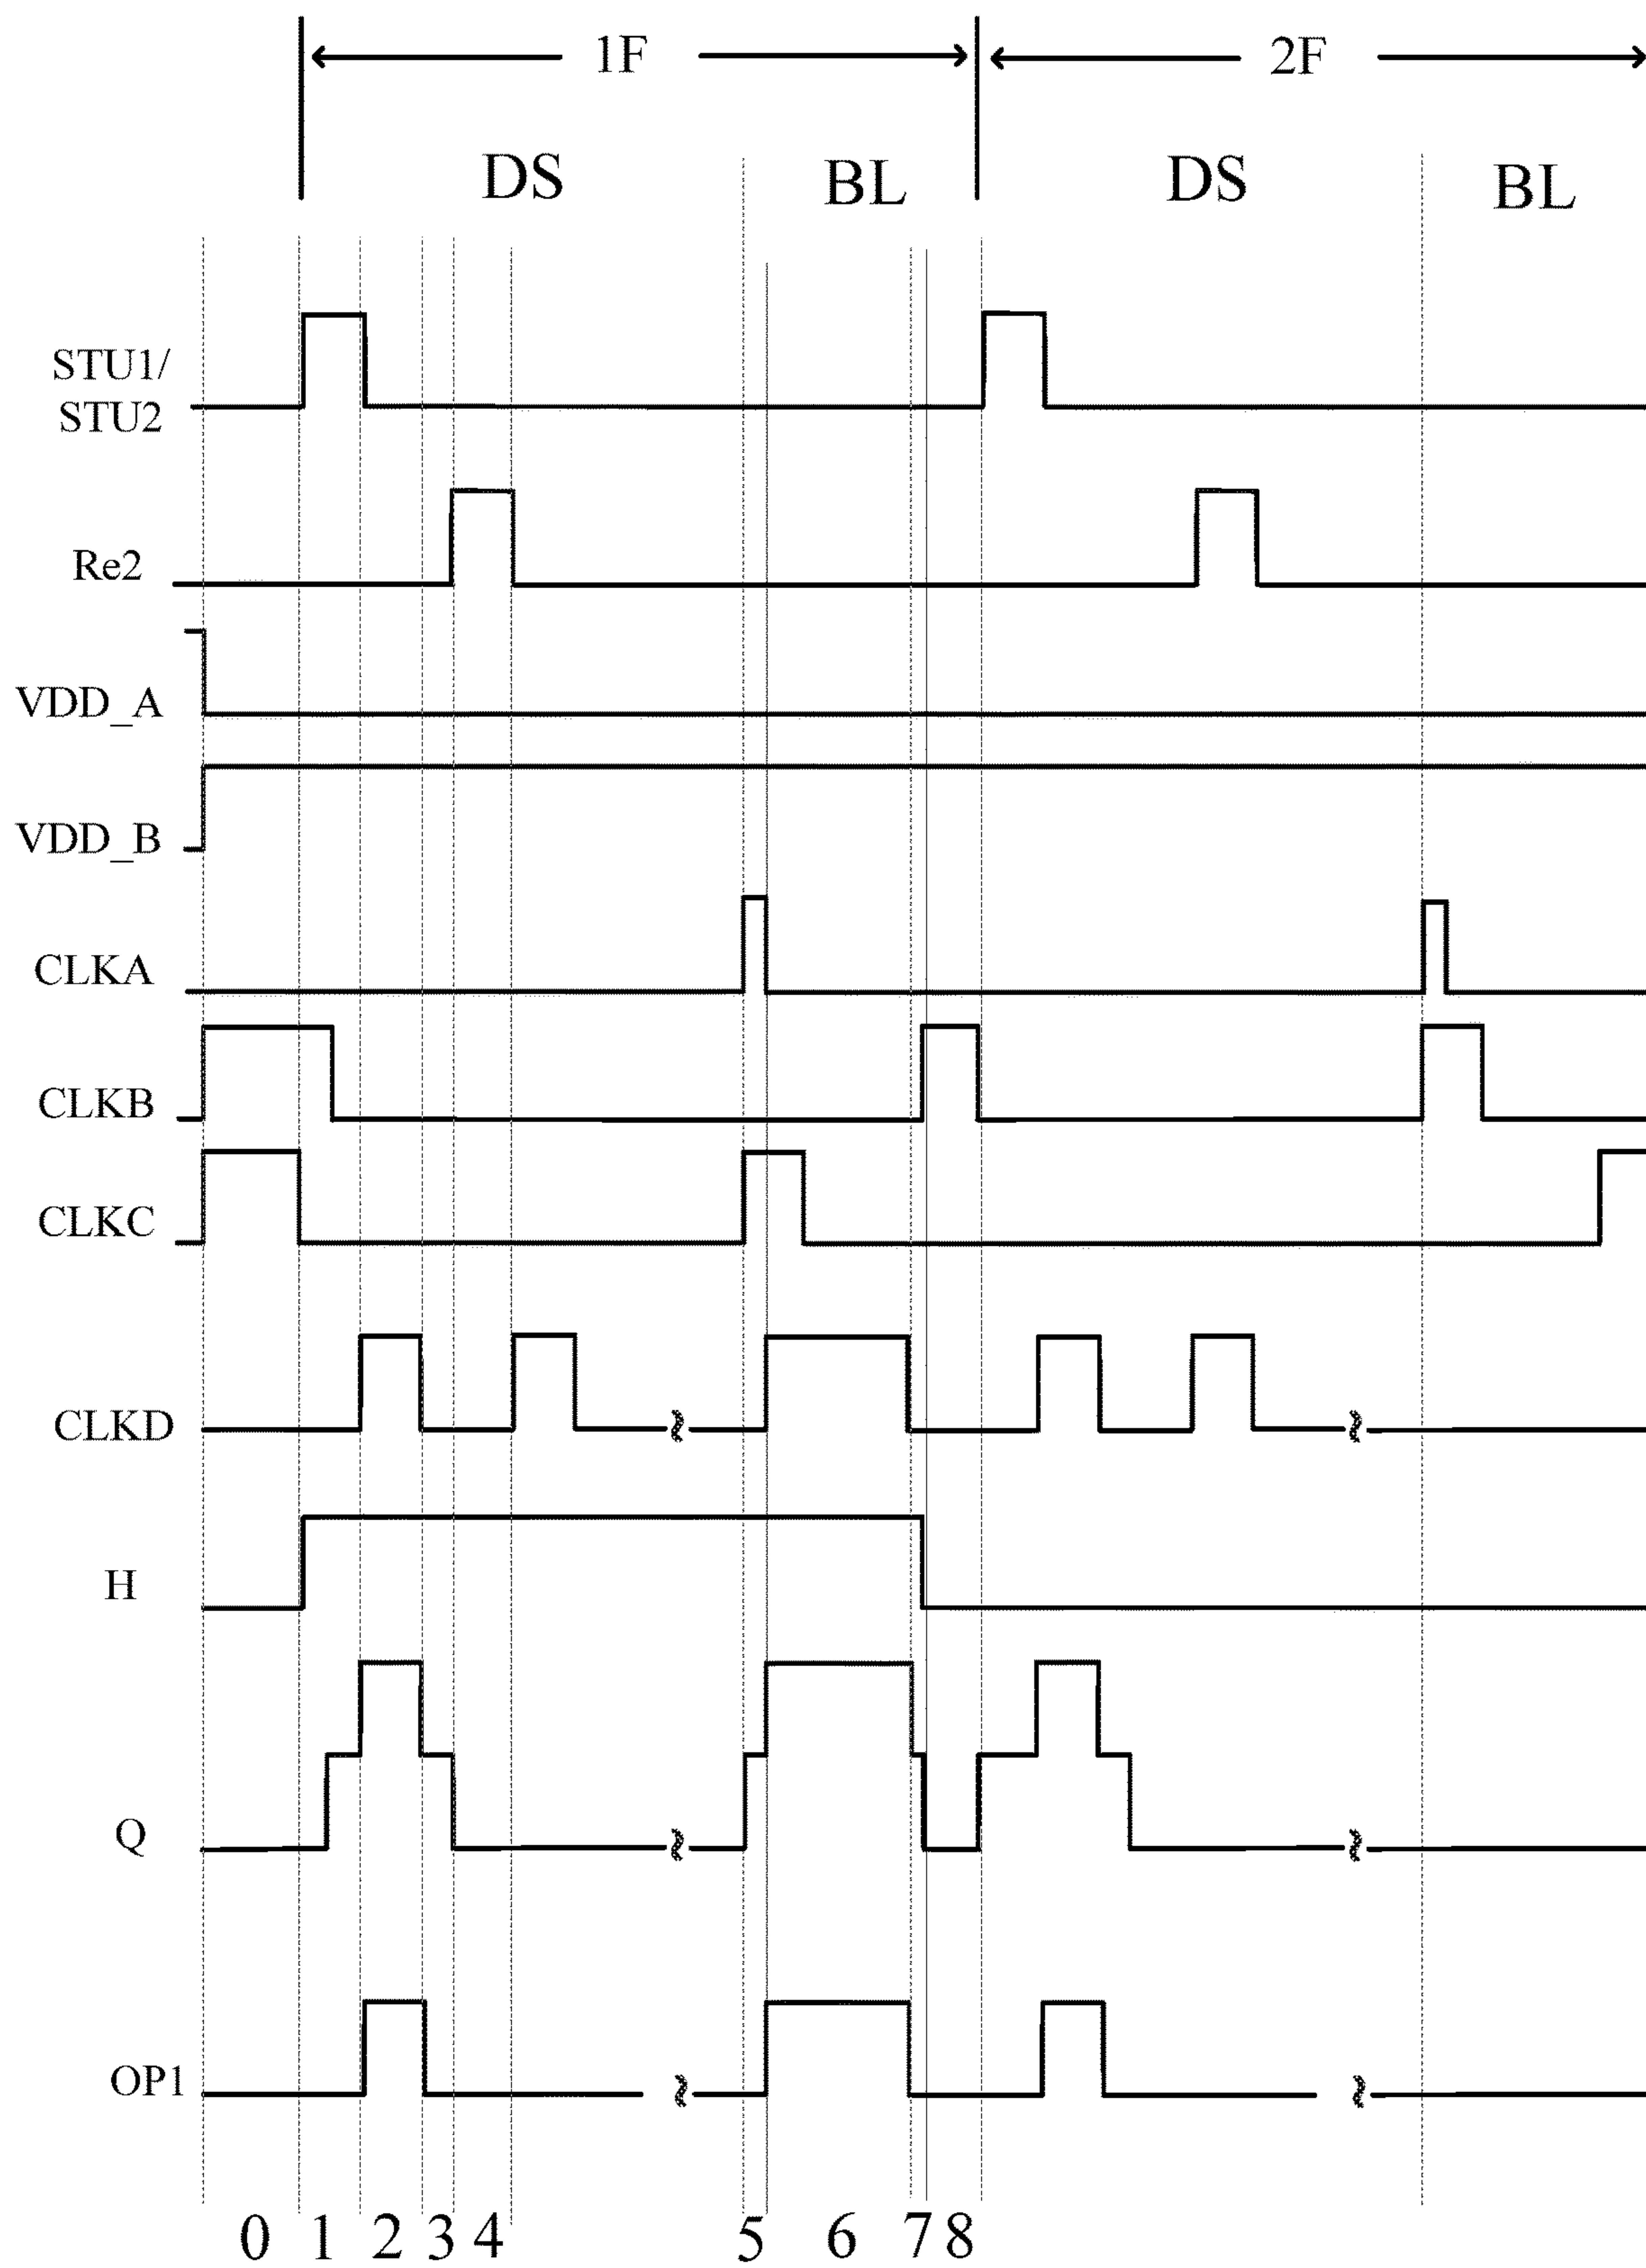 1F 2F
DS BL DS BL
STU1/
STU2
Re2
VDD_A
VDD_B
CLKA
CLKB
CLKC
CLKD
H
Q
OP1
0 1 2 3 4 5 6 7 8